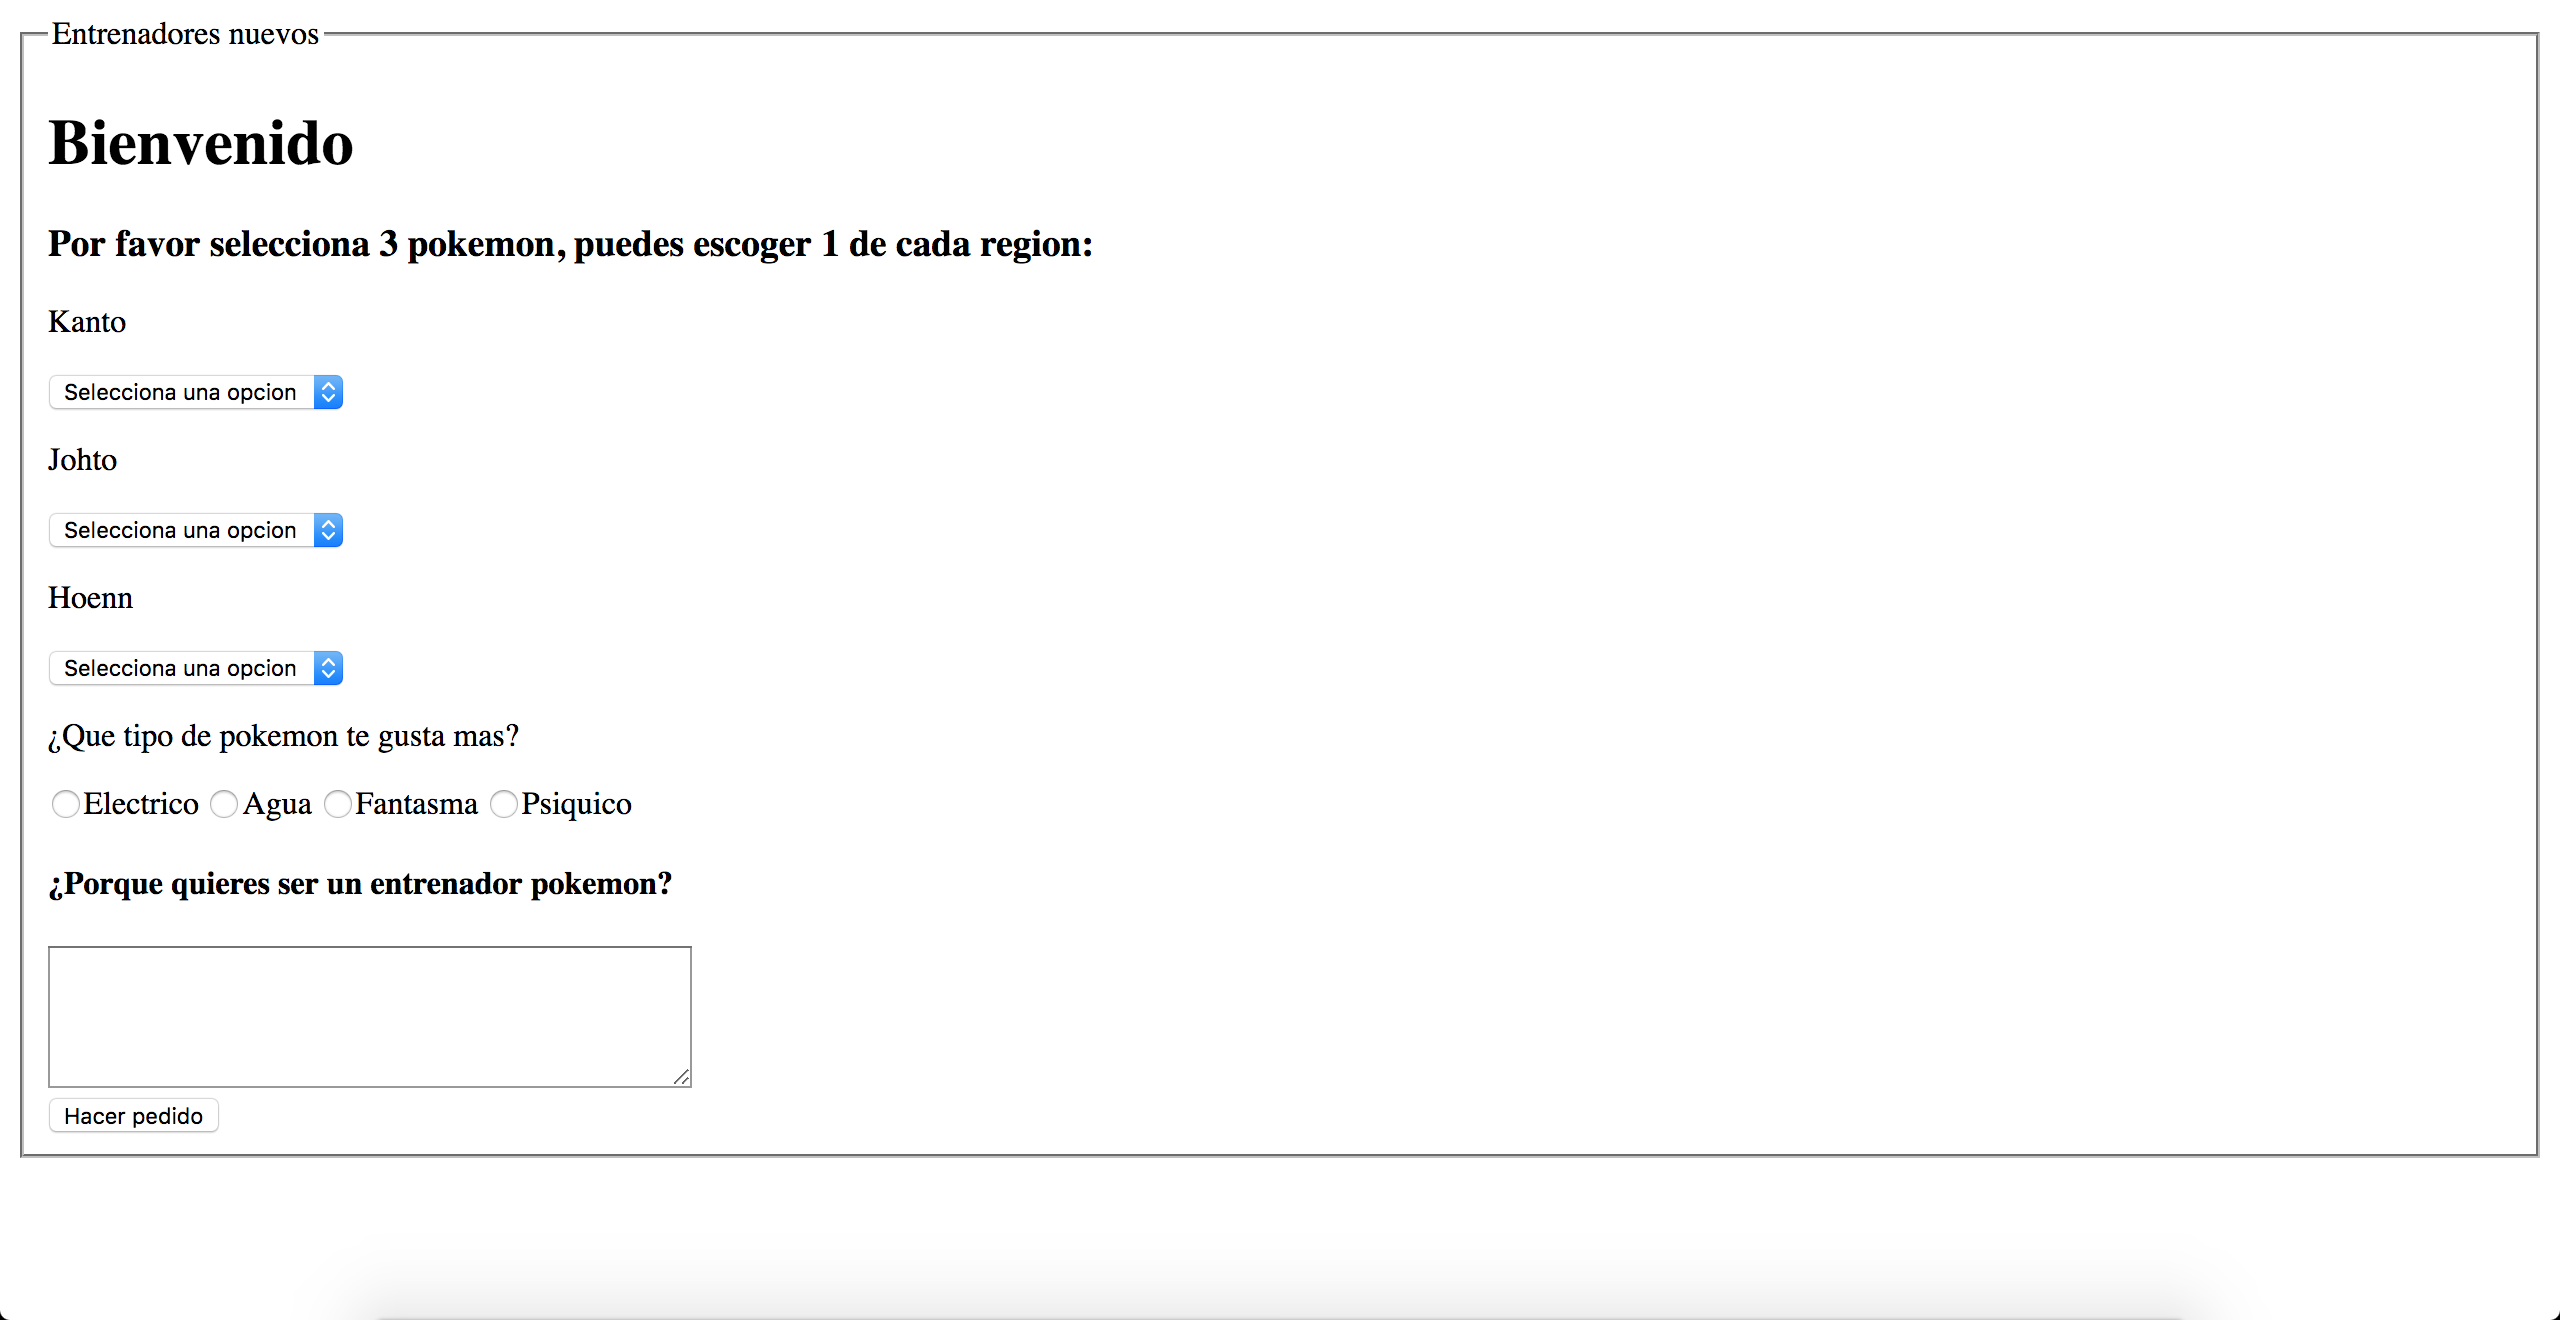 Entrenadores nuevos
Bienvenido
Por favor selecciona 3 pokemon, puedes escoger 1 de cada region:
Kanto
Selecciona una opcion
Johto
Selecciona una opcion
Hoenn
Selecciona una opcion
¿Que tipo de pokemon te gusta mas?
Electrico Agua Fantasma Psiquico
¿Porque quieres ser un entrenador pokemon?
Hacer pedido